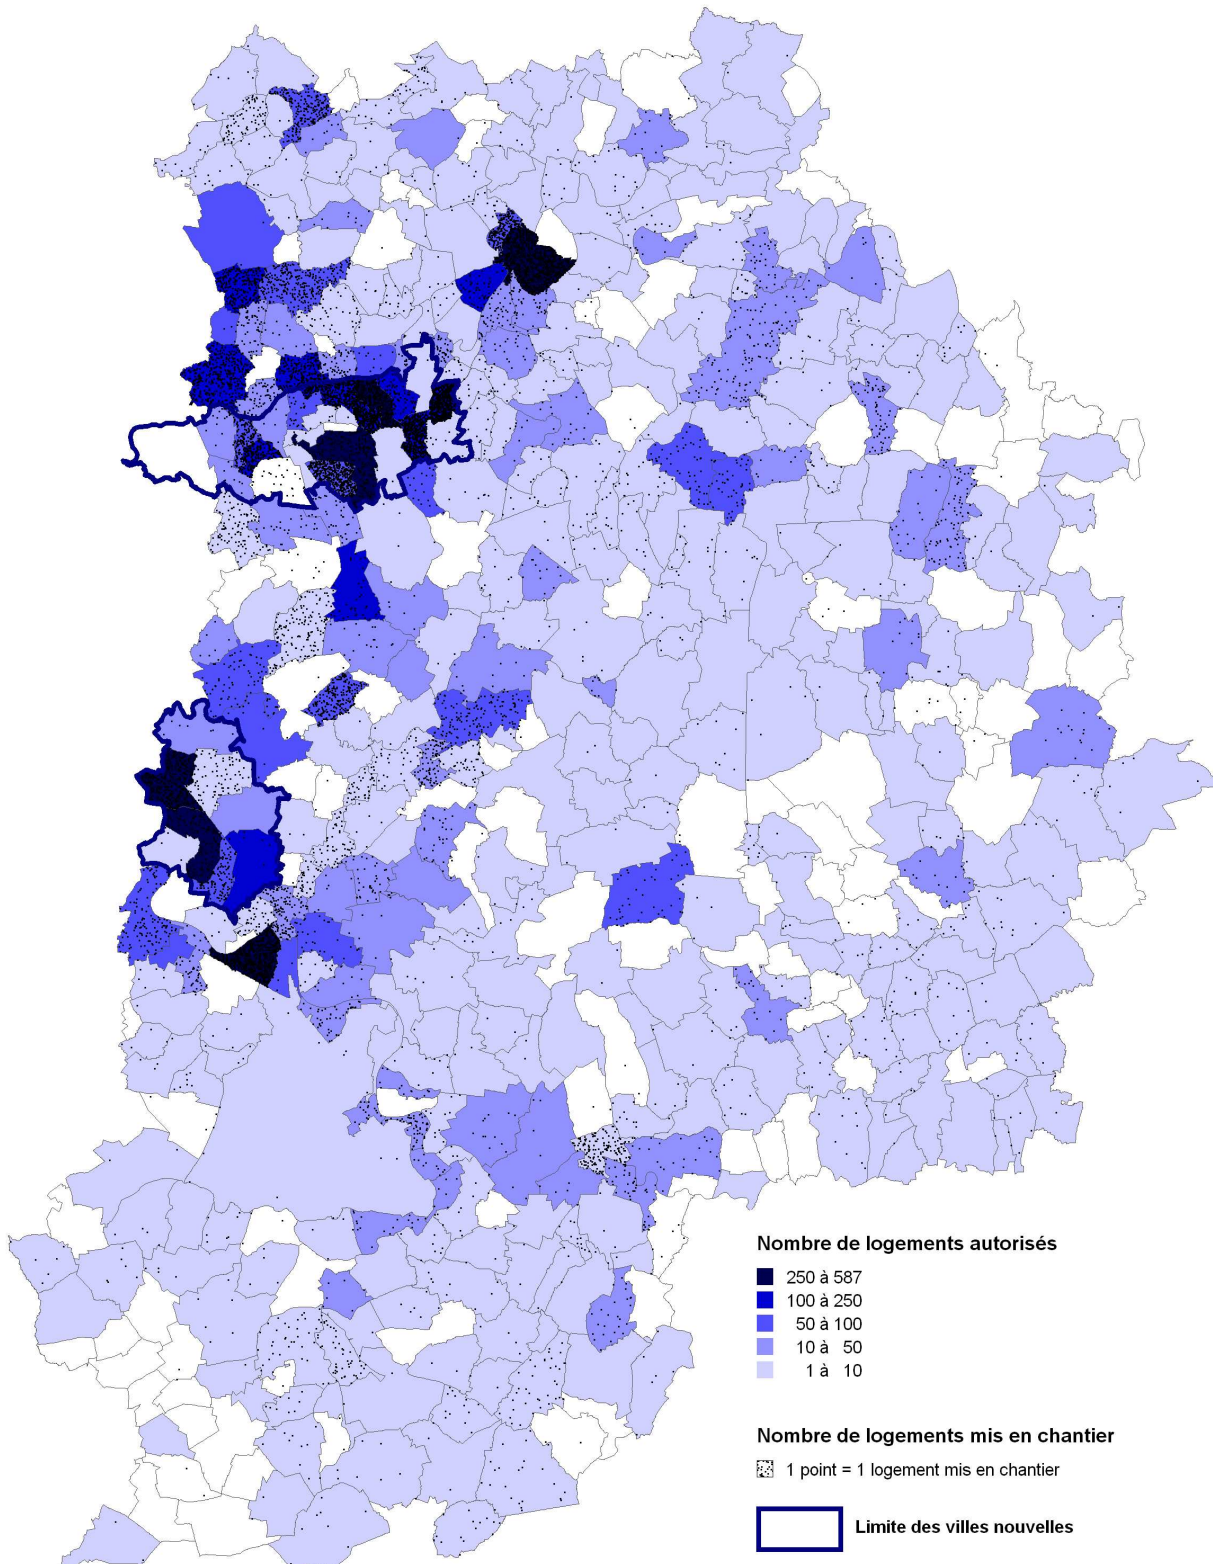 Nombre de logements autorisés
250 à 587
100 à 250
50 à 100
10 à 50
1 à 10
Nombre de logements mis en chantier
1 point = 1 logement mis en chantier
Limite des villes nouvelles